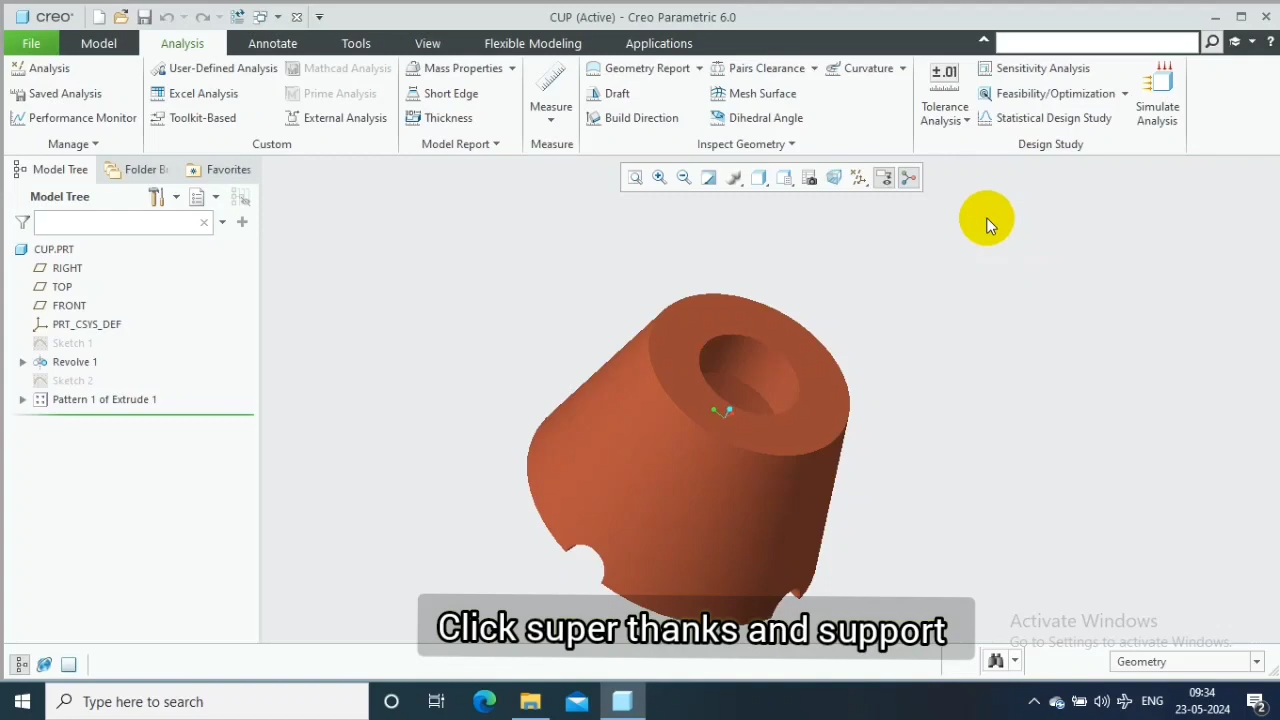 creo
CUP (Active) - Creo Parametric 6.0
File Model Analysis Annotate Tools View Flexible Modeling Applications
Analysis
Saved Analysis
Performance Monitor
Manage
User-Defined Analysis
Excel Analysis
Toolkit-Based
Mathcad Analysis
Prime Analysis
External Analysis
Custom
Mass Properties
Short Edge
Thickness
Model Report
Measure
Measure
Geometry Report
Draft
Build Direction
Pairs Clearance
Mesh Surface
Dihedral Angle
Curvature
Inspect Geometry
±.01
Tolerance
Analysis
Sensitivity Analysis
Feasibility/Optimization
Statistical Design Study
Simulate
Analysis
Design Study
Model Tree Folder B Favorites
Model Tree
CUP.PRT
RIGHT
TOP
FRONT
PRT_CSYS_DEF
Sketch 1
Revolve 1
Sketch 2
Pattern 1 of Extrude 1
Click super thanks and support
Activate Windows
Go to Settings to activate Windows.
Geometry
Type here to search
ENG
09:34
23-05-2024
2